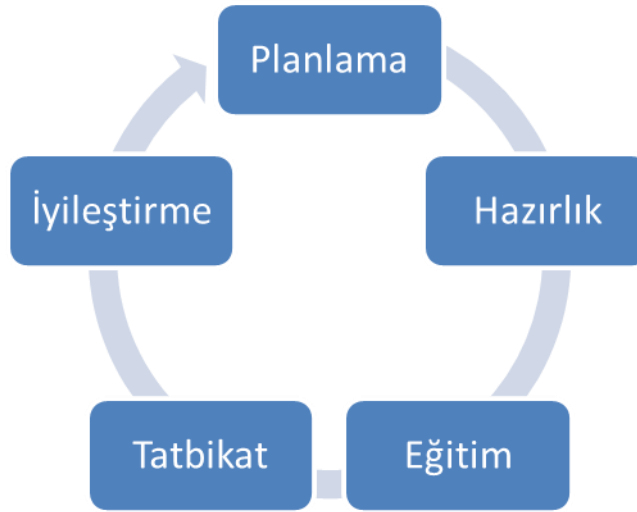 Planlama
Hazırlık
Eğitim
Tatbikat
İyileştirme